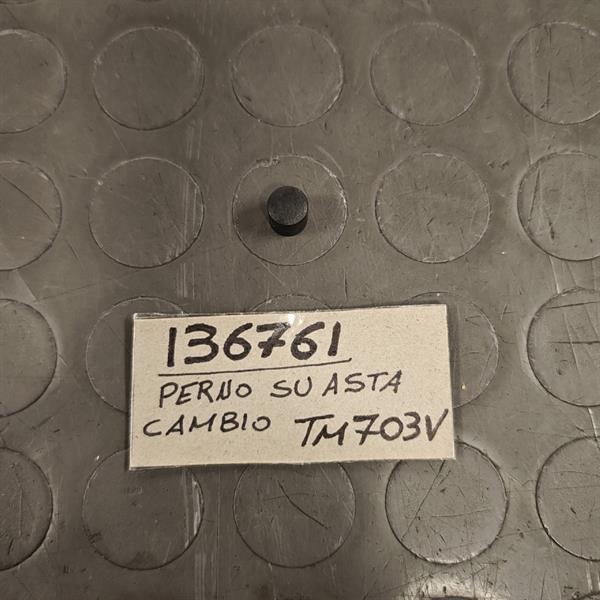 136761
PERNO SU ASTA
CAMBIO TM703V